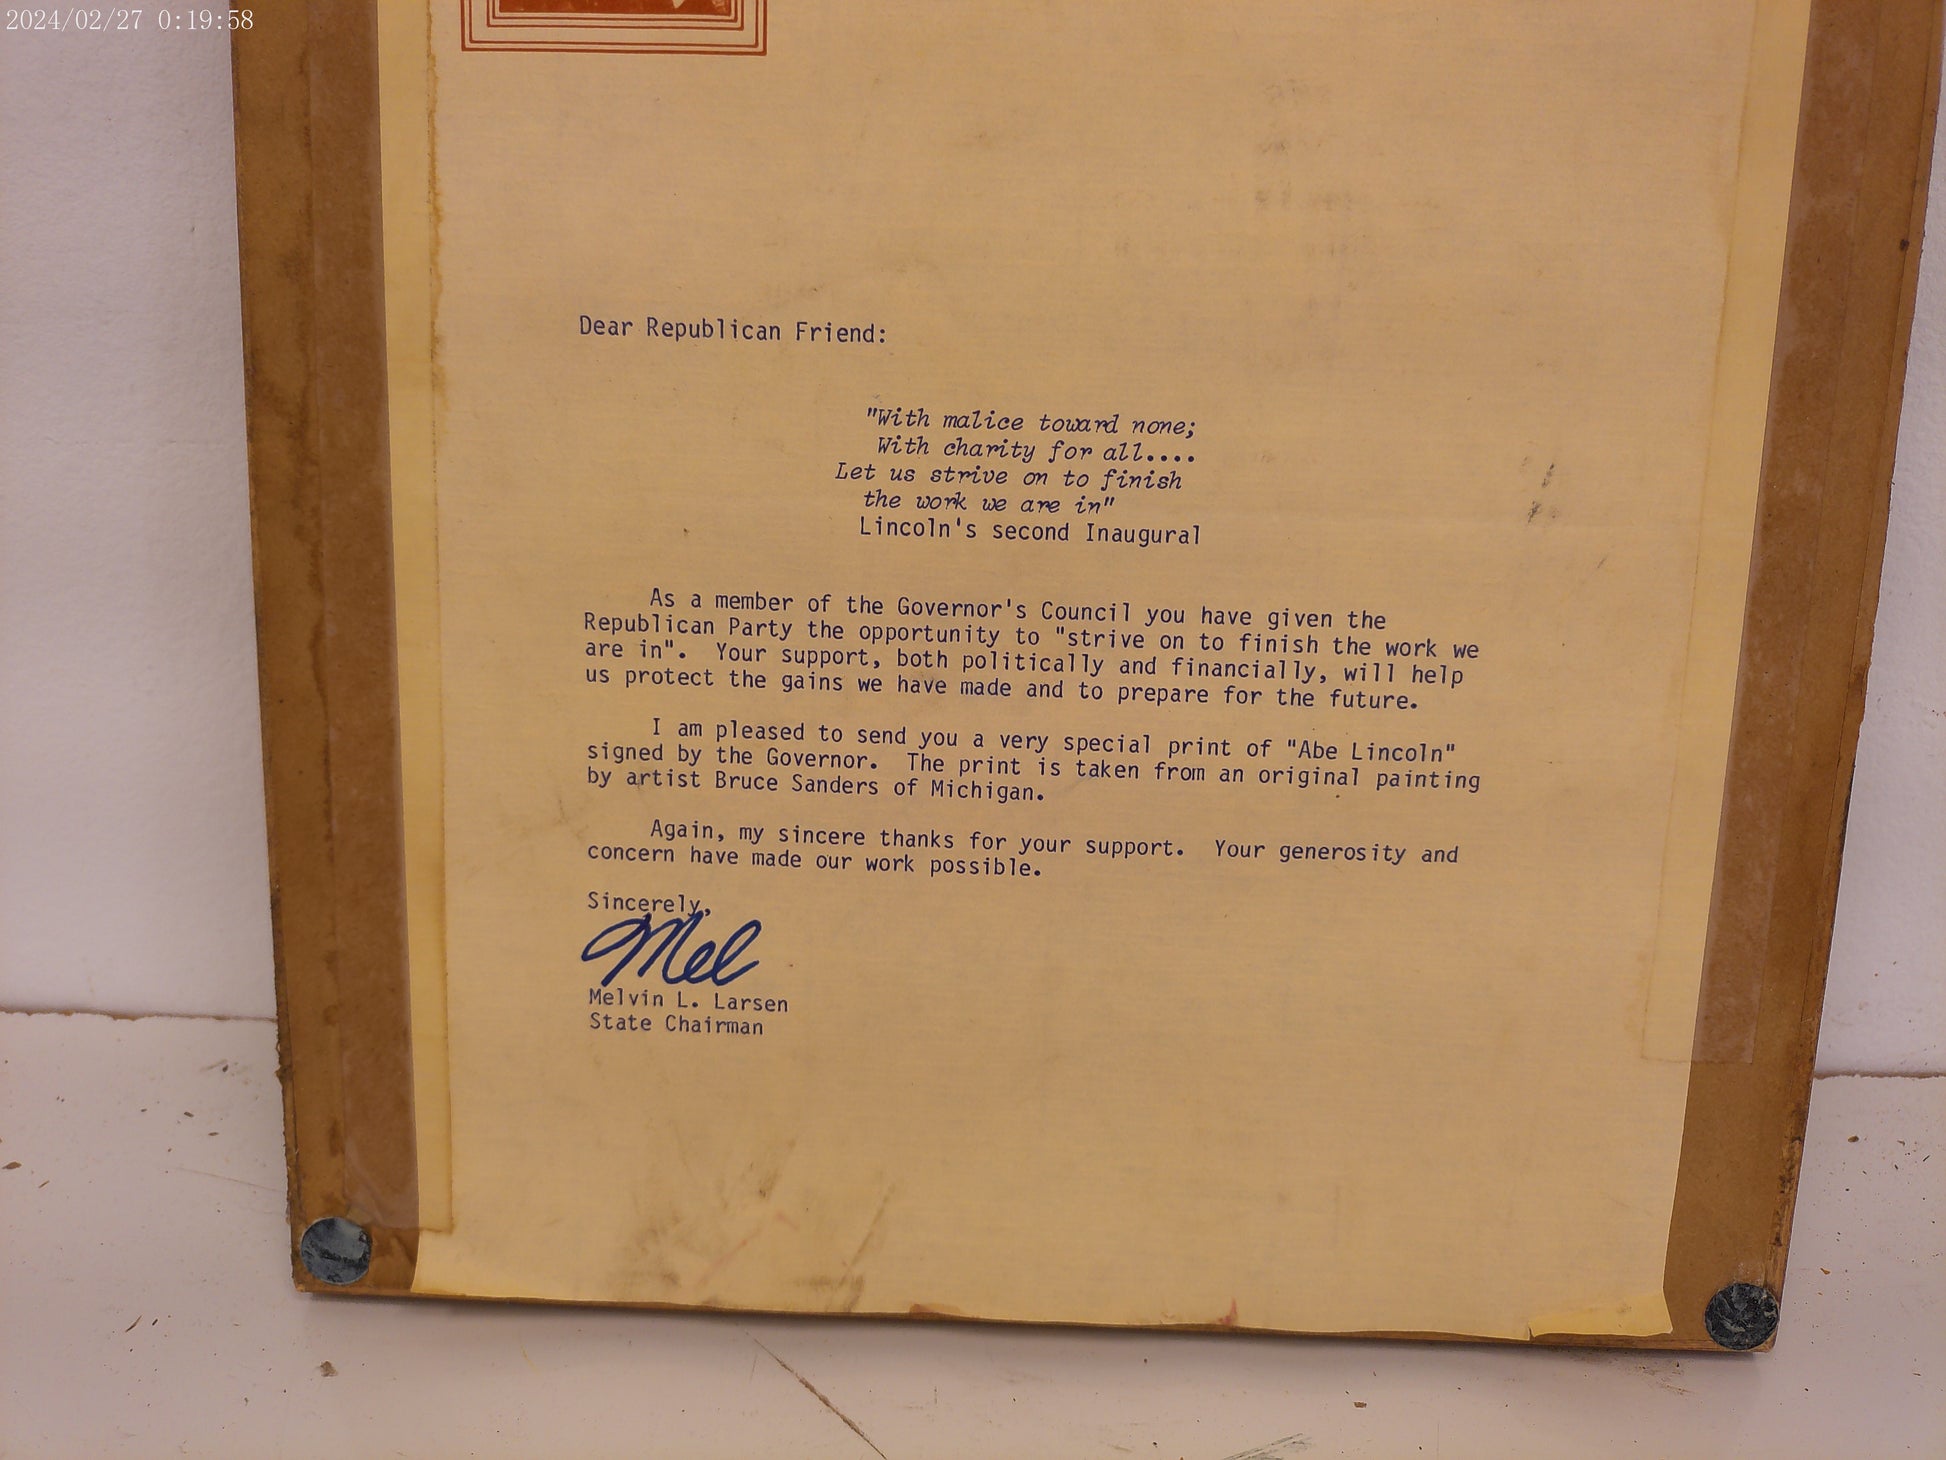 2024/02/27 0:19:58
Dear Republican Friend:
"With malice toward none;
With charity for all....
Let us strive on to finish
the work we are in"
Lincoln's second Inaugural
As a member of the Governor's Council you have given the
Republican Party the opportunity to "strive on to finish the work we
are in". Your support, both politically and financially, will help
us protect the gains we have made and to prepare for the future.
I am pleased to send you a very special print of "Abe Lincoln"
signed by the Governor. The print is taken from an original painting
by artist Bruce Sanders of Michigan.
Again, my sincere thanks for your support. Your generosity and
concern have made our work possible.
Sincerely,
Mel
Melvin L. Larsen
State Chairman